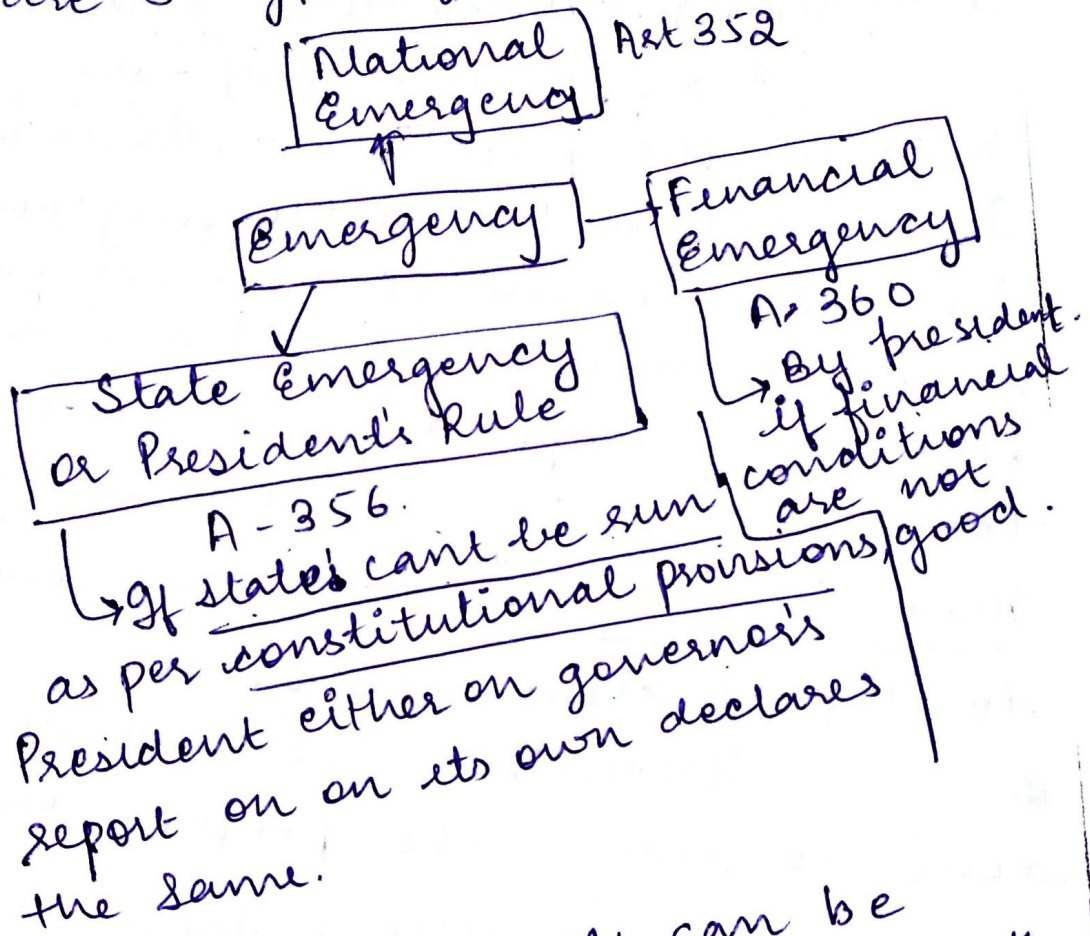 National
Emergency
Art 352
Emergency
Financial
Emergency
A. 360
By president.
if financial
conditions
are not
good.
State Emergency
or President's Rule
A - 356.
If states can't be run
as per constitutional provisions,
President either on governor's
report on on its own declares
the same.
can be